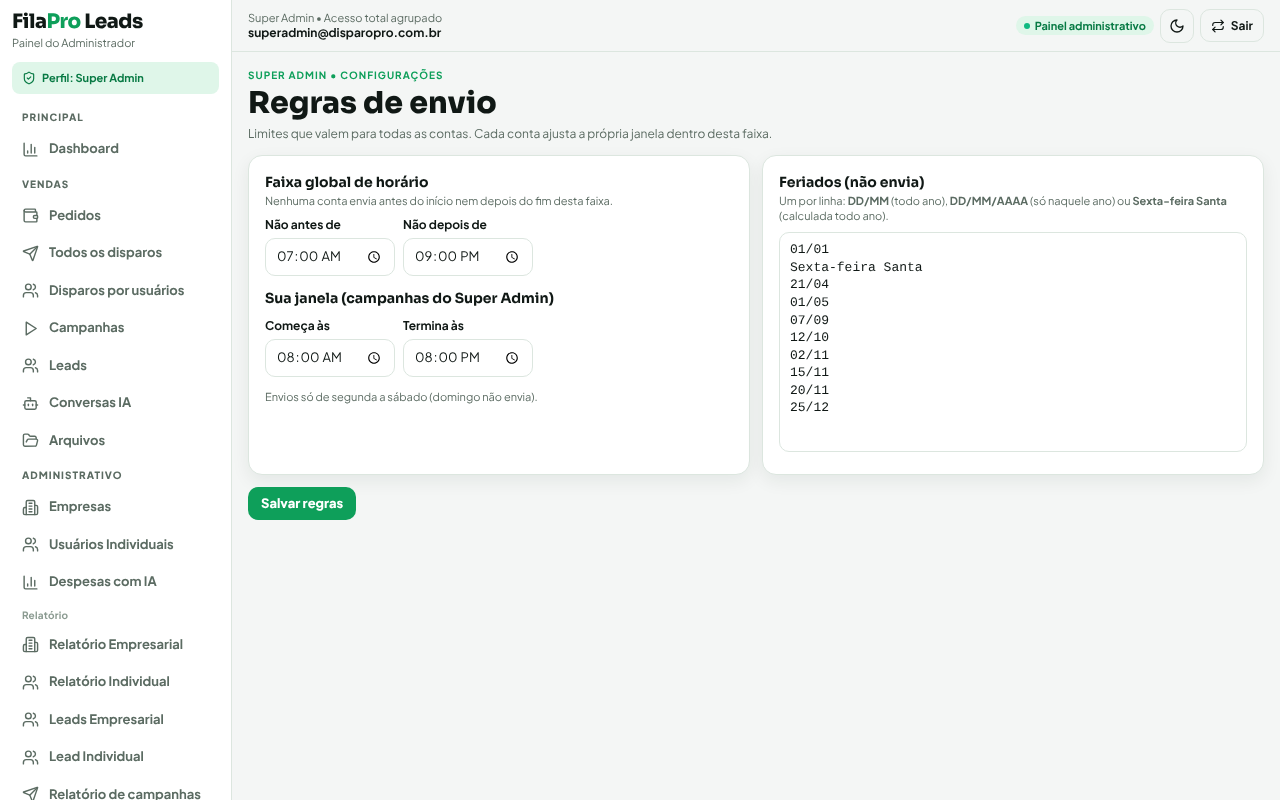 FilaPro Leads
Painel do Administrador
Perfil: Super Admin
PRINCIPAL
Dashboard
VENDAS
Pedidos
Todos os disparos
Disparos por usuários
Campanhas
Leads
Conversas IA
Arquivos
ADMINISTRATIVO
Empresas
Usuários Individuais
Despesas com IA
Relatório
Relatório Empresarial
Relatório Individual
Leads Empresarial
Lead Individual
Relatório de campanhas
Super Admin • Acesso total agrupado
superadmin@disparopro.com.br
Painel administrativo
Sair
SUPER ADMIN • CONFIGURAÇÕES
Regras de envio
Limites que valem para todas as contas. Cada conta ajusta a própria janela dentro desta faixa.
Faixa global de horário
Nenhuma conta envia antes do início nem depois do fim desta faixa.
Não antes de
Não depois de
07:00 AM
09:00 PM
Sua janela (campanhas do Super Admin)
Começa às
Termina às
08:00 AM
08:00 PM
Envios só de segunda a sábado (domingo não envia).
Feriados (não envia)
Um por linha: DD/MM (todo ano), DD/MM/AAAA (só naquele ano) ou Sexta-feira Santa
(calculada todo ano).
01/01
Sexta-feira Santa
21/04
01/05
07/09
12/10
02/11
15/11
20/11
25/12
Salvar regras